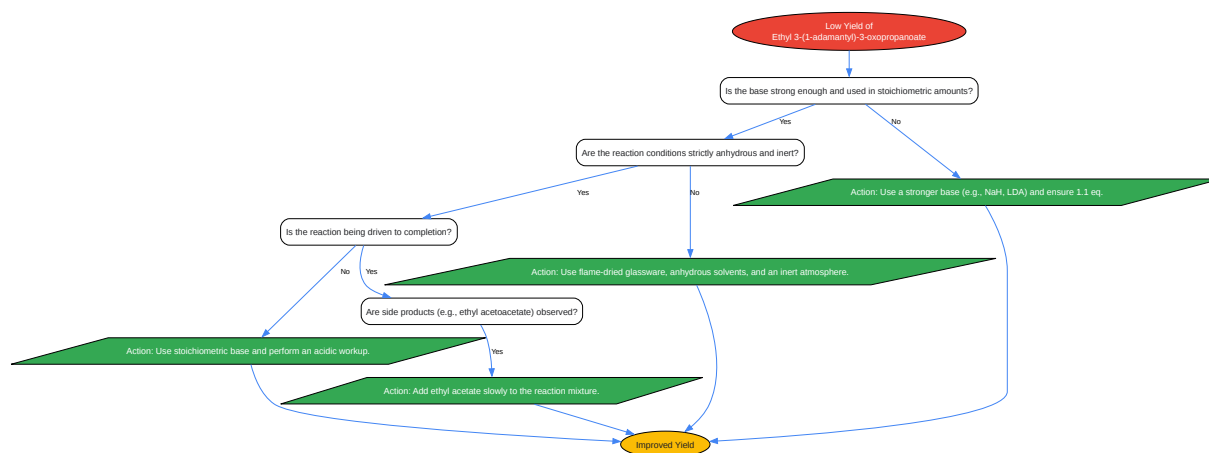 Low Yield of
Ethyl 3-(1-adamantyl)-3-oxopropanoate
Is the base strong enough and used in stoichiometric amounts?
Yes
No
Are the reaction conditions strictly anhydrous and inert?
Yes
No
Action: Use a stronger base (e.g., NaH, LDA) and ensure 1.1 eq.
Is the reaction being driven to completion?
No
Yes
Action: Use flame-dried glassware, anhydrous solvents, and an inert atmosphere.
Are side products (e.g., ethyl acetoacetate) observed?
Yes
Action: Use stoichiometric base and perform an acidic workup.
Action: Add ethyl acetate slowly to the reaction mixture.
Improved Yield